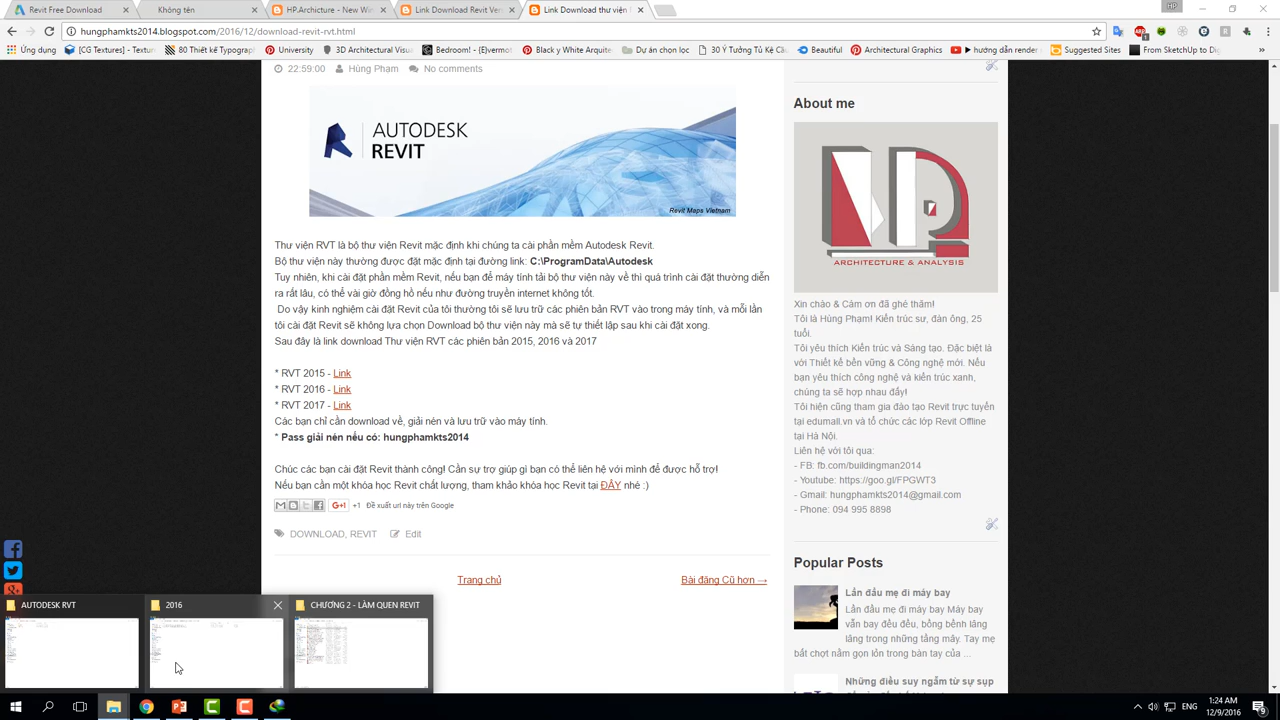 Revit Free Download
Không tên
HP.Archicture - New Win
Link Download Revit Vers
Link Download thư viện R
HP
hungphamkts2014.blogspot.com/2016/12/download-revit-rvt.html
Ứng dụng
[CG Textures] - Textur
80 Thiết kế Typograph
University
3D Architectural Visu
Bedroom! - [Elvermot
Black y White Arquite
Dự án chọn lọc
30 Ý Tưởng Tủ Kệ Câ
Beautiful
Architectural Graphics
hướng dẫn render
Suggested Sites
From SketchUp to Dig
22:59:00
Hùng Phạm
No comments
AUTODESK
REVIT
Revit Maps Vietnam
Thư viện RVT là bộ thư viện Revit mặc định khi chúng ta cài phần mềm Autodesk Revit.
Bộ thư viện này thường được đặt mặc định tại đường link: C:\ProgramData\Autodesk
Tuy nhiên, khi cài đặt phần mềm Revit, nếu bạn để máy tính tải bộ thư viện này về thì quá trình cài đặt thường diễn
ra rất lâu, có thể vài giờ đồng hồ nếu như đường truyền internet không tốt.
Do vậy kinh nghiệm cài đặt Revit của tôi thường tôi sẽ lưu trữ các phiên bản RVT vào trong máy tính, và mỗi lần
tôi cài đặt Revit sẽ không lựa chọn Download bộ thư viện này mà sẽ tự thiết lập sau khi cài đặt xong.
Sau đây là link download Thư viện RVT các phiên bản 2015, 2016 và 2017
* RVT 2015 - Link
* RVT 2016 - Link
* RVT 2017 - Link
Các bạn chỉ cần download về, giải nén và lưu trữ vào máy tính.
* Pass giải nén nếu có: hungphamkts2014
Chúc các bạn cài đặt Revit thành công! Cần sự trợ giúp gì bạn có thể liên hệ với mình để được hỗ trợ!
Nếu bạn cần một khóa học Revit chất lượng, tham khảo khóa học Revit tại ĐÂY nhé :)
G+1
+1 Đề xuất url này trên Google
DOWNLOAD, REVIT
Edit
Trang chủ
Bài đăng Cũ hơn →
About me
ARCHITECTURE & ANALYSIS
Xin chào & Cám ơn đã ghé thăm!
Tôi là Hùng Phạm! Kiến trúc sư, đàn ông, 25
tuổi.
Tôi yêu thích Kiến trúc và Sáng tạo. Đặc biệt là
với Thiết kế bền vững & Công nghệ mới. Nếu
bạn yêu thích công nghệ và kiến trúc xanh,
chúng ta sẽ hợp nhau đấy!
Tôi hiện cũng tham gia đào tạo Revit trực tuyến
tại edumall.vn và tổ chức các lớp Revit Offline
tại Hà Nội.
Liên hệ với tôi qua:
- FB: fb.com/buildingman2014
- Youtube: https://goo.gl/FPGWT3
- Gmail: hungphamkts2014@gmail.com
- Phone: 094 995 8898
Popular Posts
Lần đầu mẹ đi máy bay
Lần đầu mẹ đi máy bay Máy bay
vẫn bay đều đều, bồng bềnh lâng
lâng trong những tầng mây. Tay mẹ
bất chợt nắm gọn lỏn trong bàn tay của ...
Những điều suy ngẫm từ sự sụp
AUTODESK RVT
2016
CHƯƠNG 2 - LÀM QUEN REVIT
ENG
1:24 AM
12/9/2016